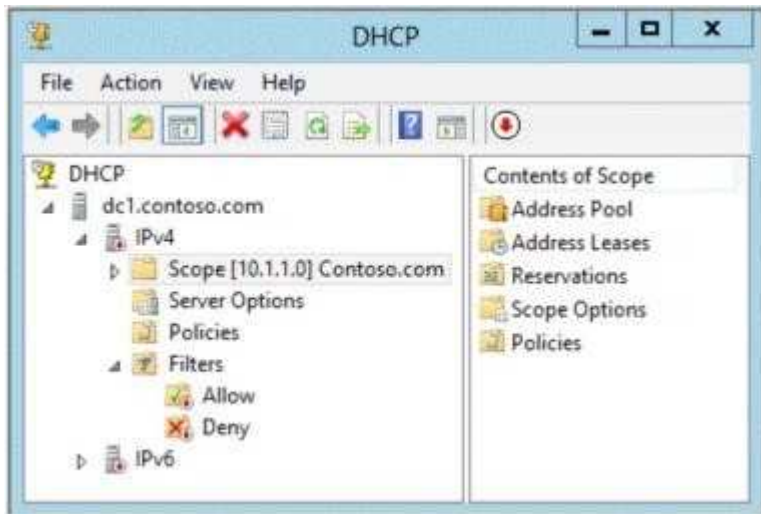 DHCP
File Action View Help
DHCP
dc1.contoso.com
IPv4
Scope [10.1.1.0] Contoso.com
Server Options
Policies
Filters
Allow
Deny
IPv6
Contents of Scope
Address Pool
Address Leases
Reservations
Scope Options
Policies